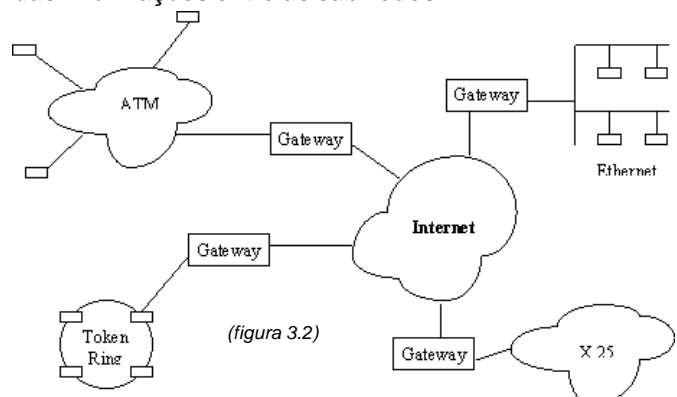 ATM
Gateway
Gateway
Ethernet
Internet
Gateway
Token
Ring
(figura 3.2)
Gateway
X 25